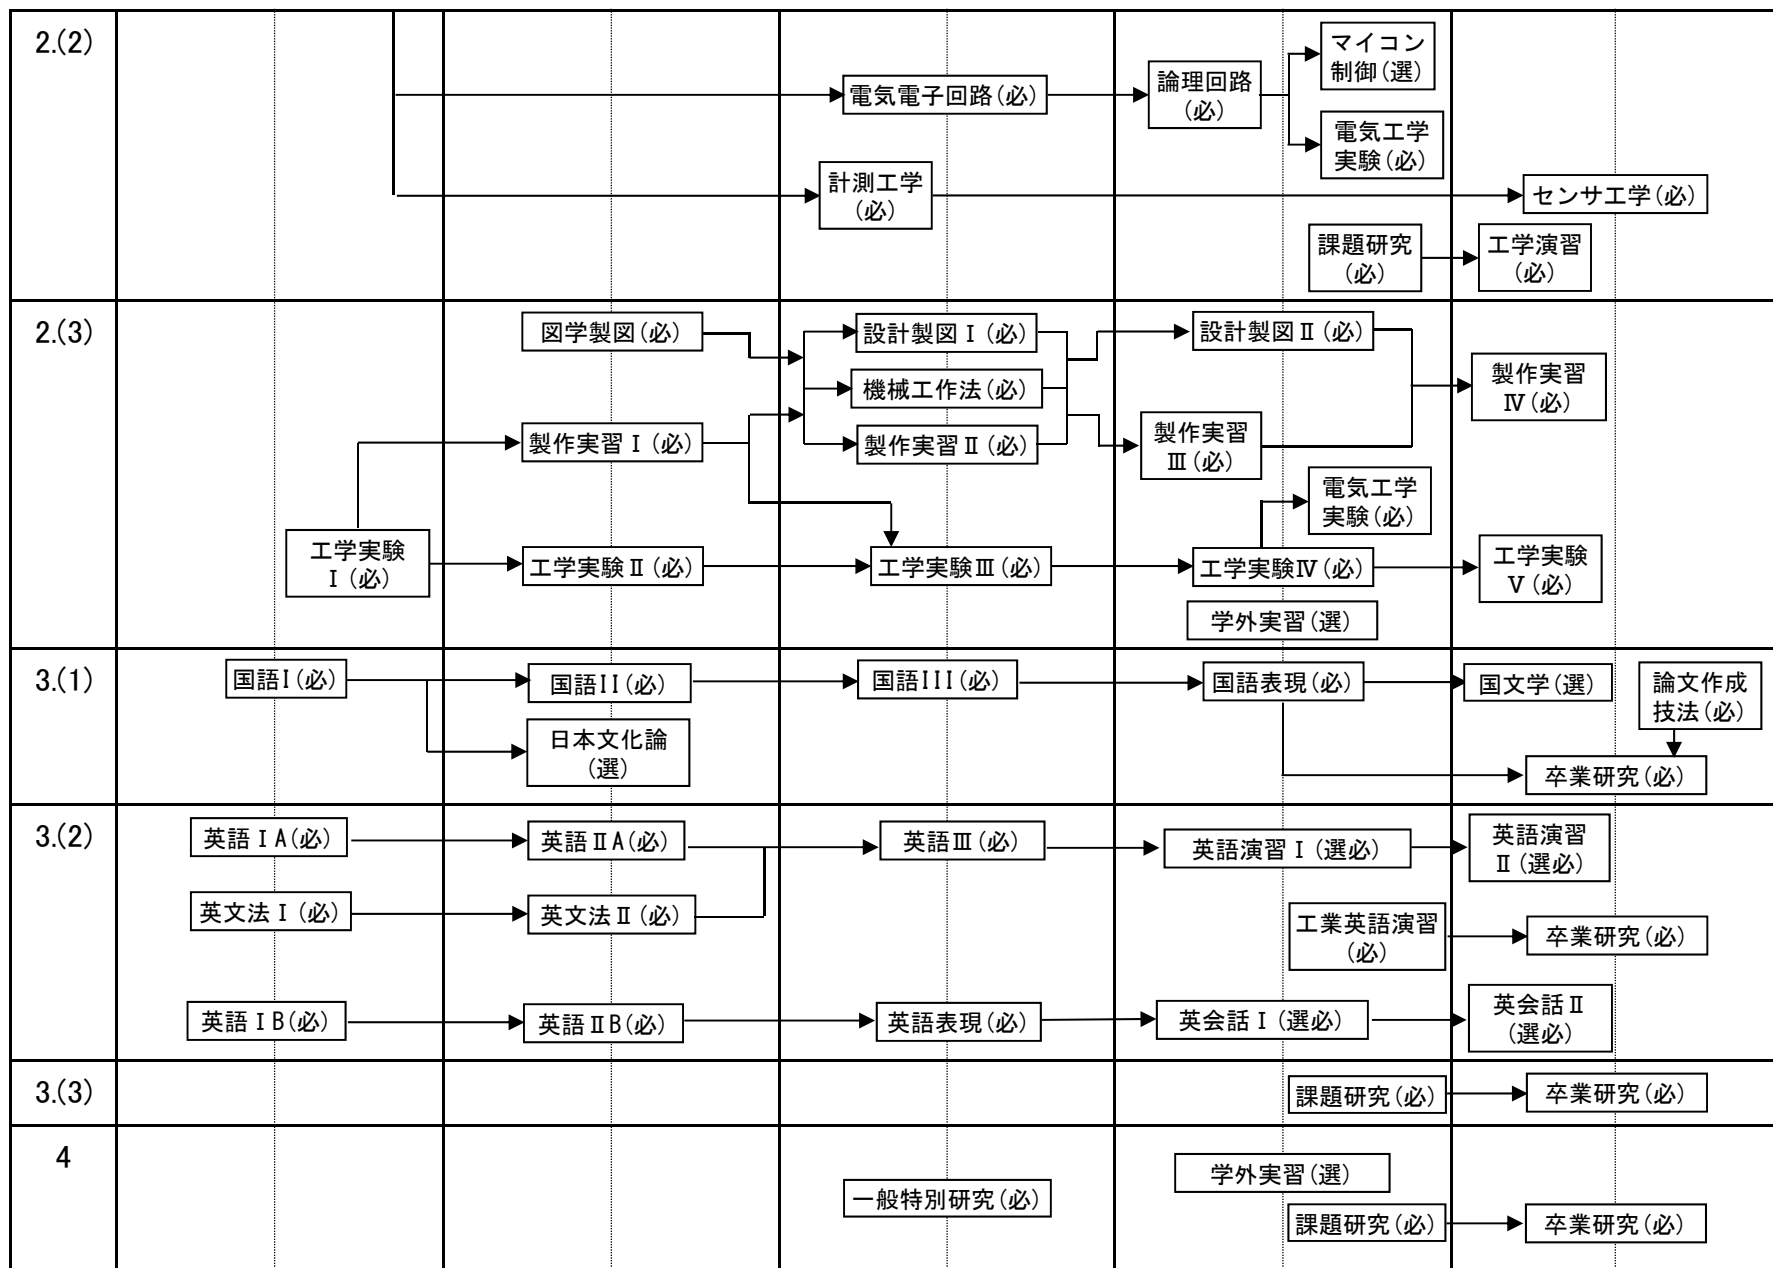 2.(2)
マイコン
制御(選)
電気電子回路(必)
論理回路
(必)
電気工学
実験(必)
計測工学
(必)
センサ工学(必)
課題研究
(必)
工学演習
(必)
2.(3)
図学製図(必)
設計製図Ⅰ(必)
設計製図Ⅱ(必)
機械工作法(必)
製作実習
Ⅳ(必)
製作実習Ⅰ(必)
製作実習Ⅱ(必)
製作実習
Ⅲ(必)
電気工学
実験(必)
工学実験
Ⅰ(必)
工学実験Ⅱ(必)
工学実験Ⅲ(必)
工学実験Ⅳ(必)
工学実験
Ⅴ(必)
学外実習(選)
3.(1)
国語I(必)
国語II(必)
国語III(必)
国語表現(必)
国文学(選)
論文作成
技法(必)
日本文化論
(選)
卒業研究(必)
3.(2)
英語ⅠA(必)
英語ⅡA(必)
英語Ⅲ(必)
英語演習Ⅰ(選必)
英語演習
Ⅱ(選必)
英文法Ⅰ(必)
英文法Ⅱ(必)
工業英語演習
(必)
卒業研究(必)
英語ⅠB(必)
英語ⅡB(必)
英語表現(必)
英会話Ⅰ(選必)
英会話Ⅱ
(選必)
3.(3)
課題研究(必)
卒業研究(必)
4
学外実習(選)
一般特別研究(必)
課題研究(必)
卒業研究(必)